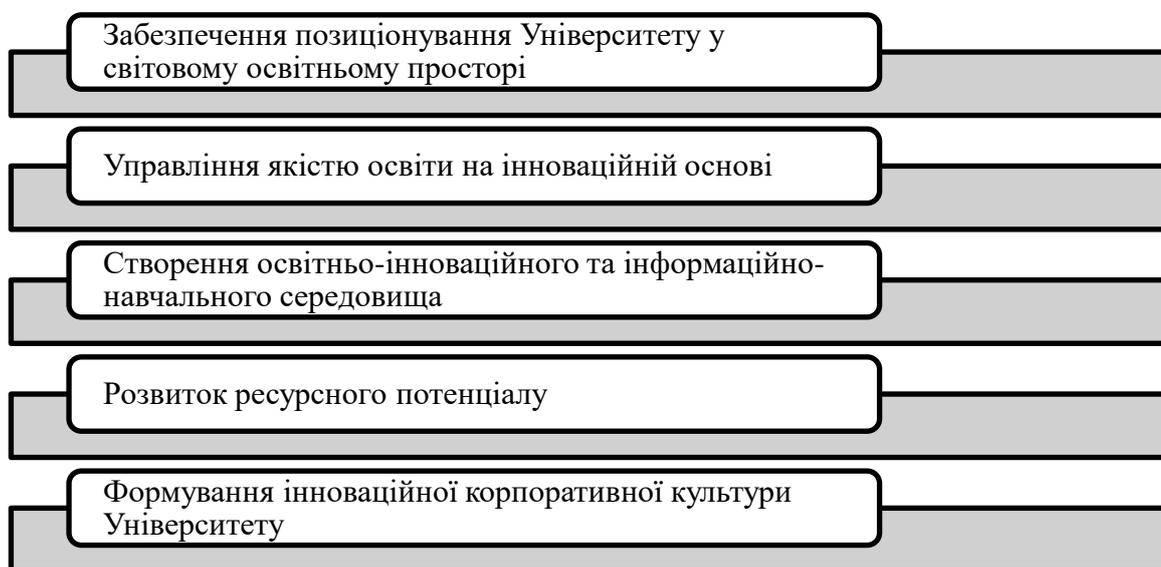 Забезпечення позиціонування Університету у
світовому освітньому просторі
Управління якістю освіти на інноваційній основі
Створення освітньо-інноваційного та інформаційно-
навчального середовища
Розвиток ресурсного потенціалу
Формування інноваційної корпоративної культури
Університету